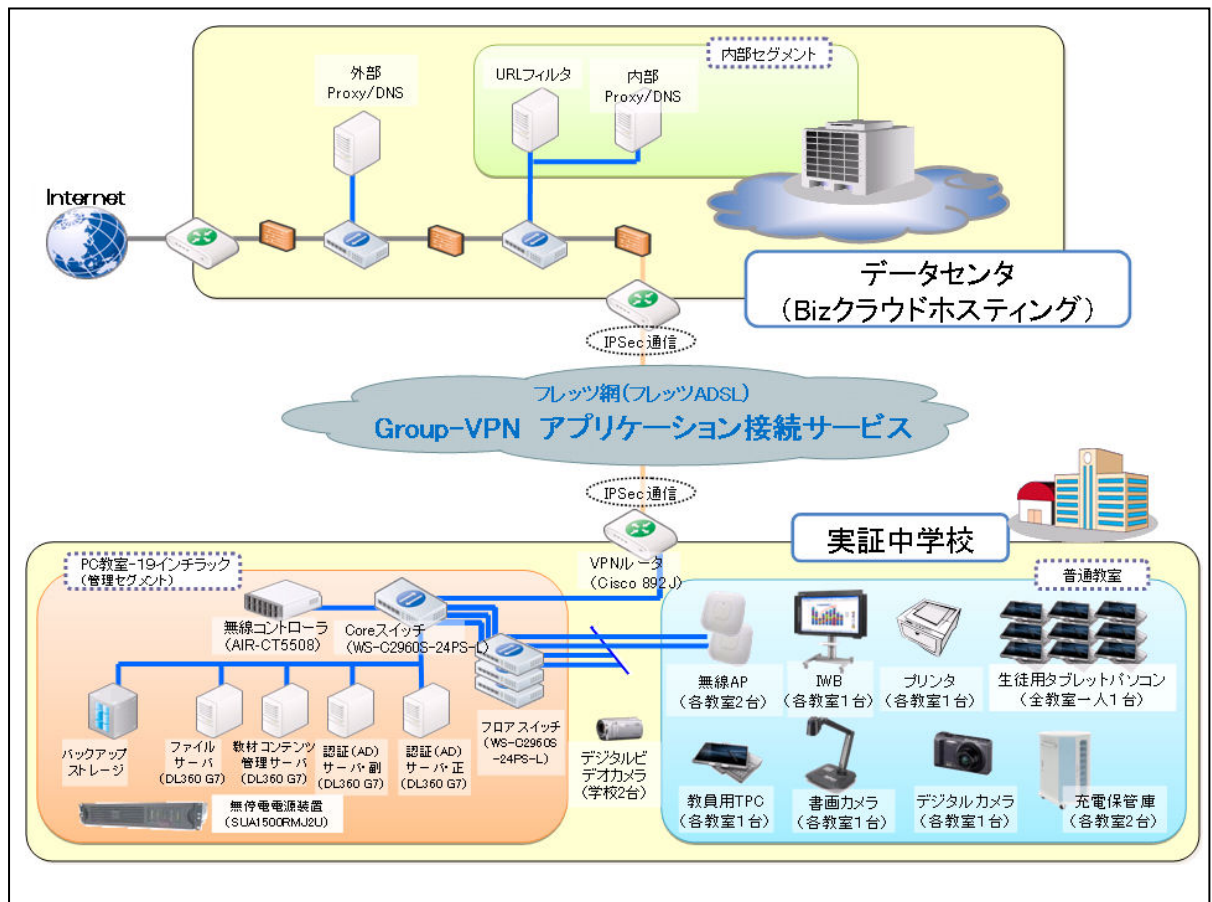 内部セグメント
外部
Proxy/DNS
URLフィルタ
内部
Proxy/DNS
Internet
データセンタ
（Bizクラウドホスティング）
IPSec通信
フレッツ網(フレッツADSL)
Group-VPN アプリケーション接続サービス
IPSec通信
実証中学校
PC教室-19インチラック
（管理セグメント）
VPNルータ
（Cisco 892J）
普通教室
無線コントローラ
（AIR-CT5508）
Coreスイッチ
（WS-C2960S-24PS-L）
無線AP
（各教室2台）
IWB
（各教室1台）
プリンタ
（各教室1台）
生徒用タブレットパソコン
（全教室一人1台）
バックアップ
ストレージ
ファイル
サーバ
(DL360 G7)
教材コンテンツ
管理サーバ
(DL360 G7)
認証(AD)
サーバ・副
(DL360 G7)
認証(AD)
サーバ・正
(DL360 G7)
フロアスイッチ
（WS-C2960S
-24PS-L）
デジタルビ
デオカメラ
（学校2台）
教員用TPC
（各教室1台）
書画カメラ
（各教室1台）
デジタルカメラ
（各教室1台）
充電保管庫
（各教室2台）
無停電電源装置
（SUA1500RMJ2U）